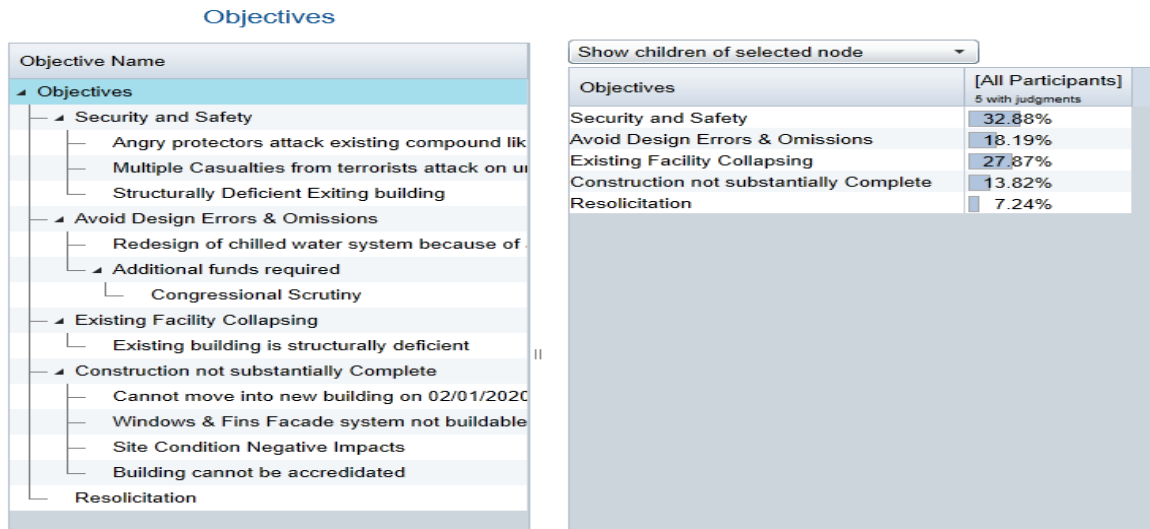 Objectives
Objective Name
Objectives
Security and Safety
Angry protectors attack existing compound lik
Multiple Casualties from terrorists attack on
Structurally Deficient Exiting building
Avoid Design Errors & Omissions
Redesign of chilled water system because of
Additional funds required
Congressional Scrutiny
Existing Facility Collapsing
Existing building is structurally deficient
Construction not substantially Complete
Cannot move into new building on 02/01/2020
Windows & Fins Facade system not buildable
Site Condition Negative Impacts
Building cannot be accredidated
Resolicitation
Show children of selected node
Objectives [All Participants]
5 with judgments
Security and Safety 32.88%
Avoid Design Errors & Omissions 18.19%
Existing Facility Collapsing 27.87%
Construction not substantially Complete 13.82%
Resolicitation 7.24%